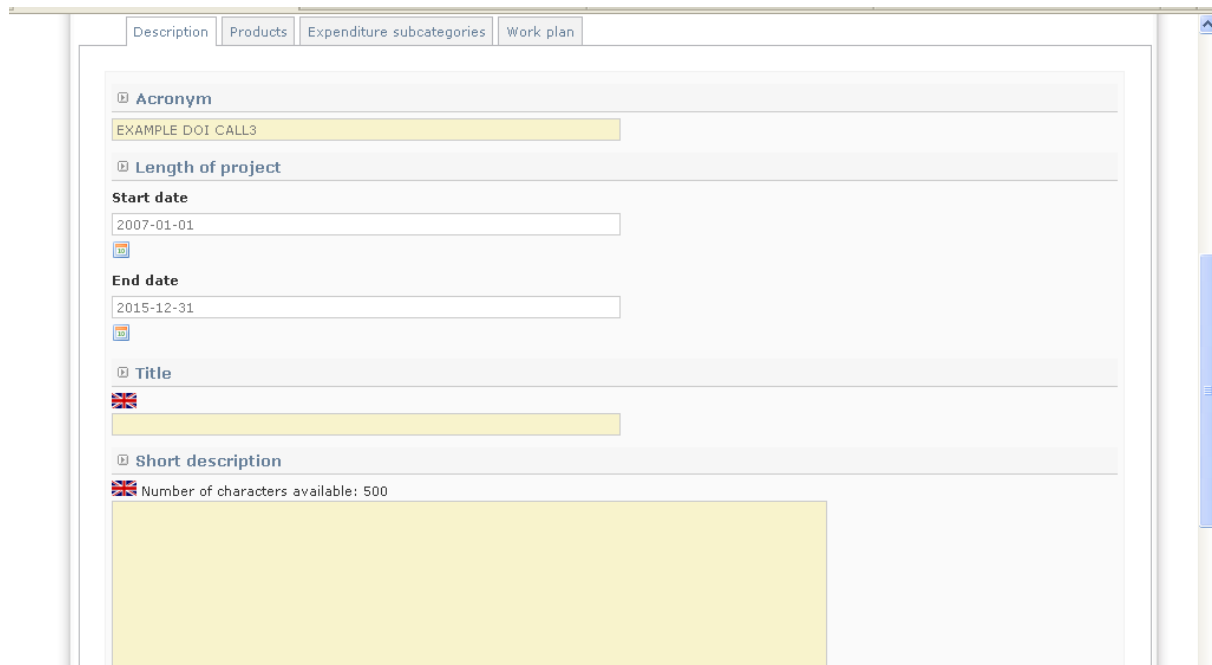 Description Products Expenditure subcategories Work plan
Acronym
EXAMPLE DOI CALL3
Length of project
Start date
2007-01-01
End date
2015-12-31
Title
Short description
Number of characters available: 500